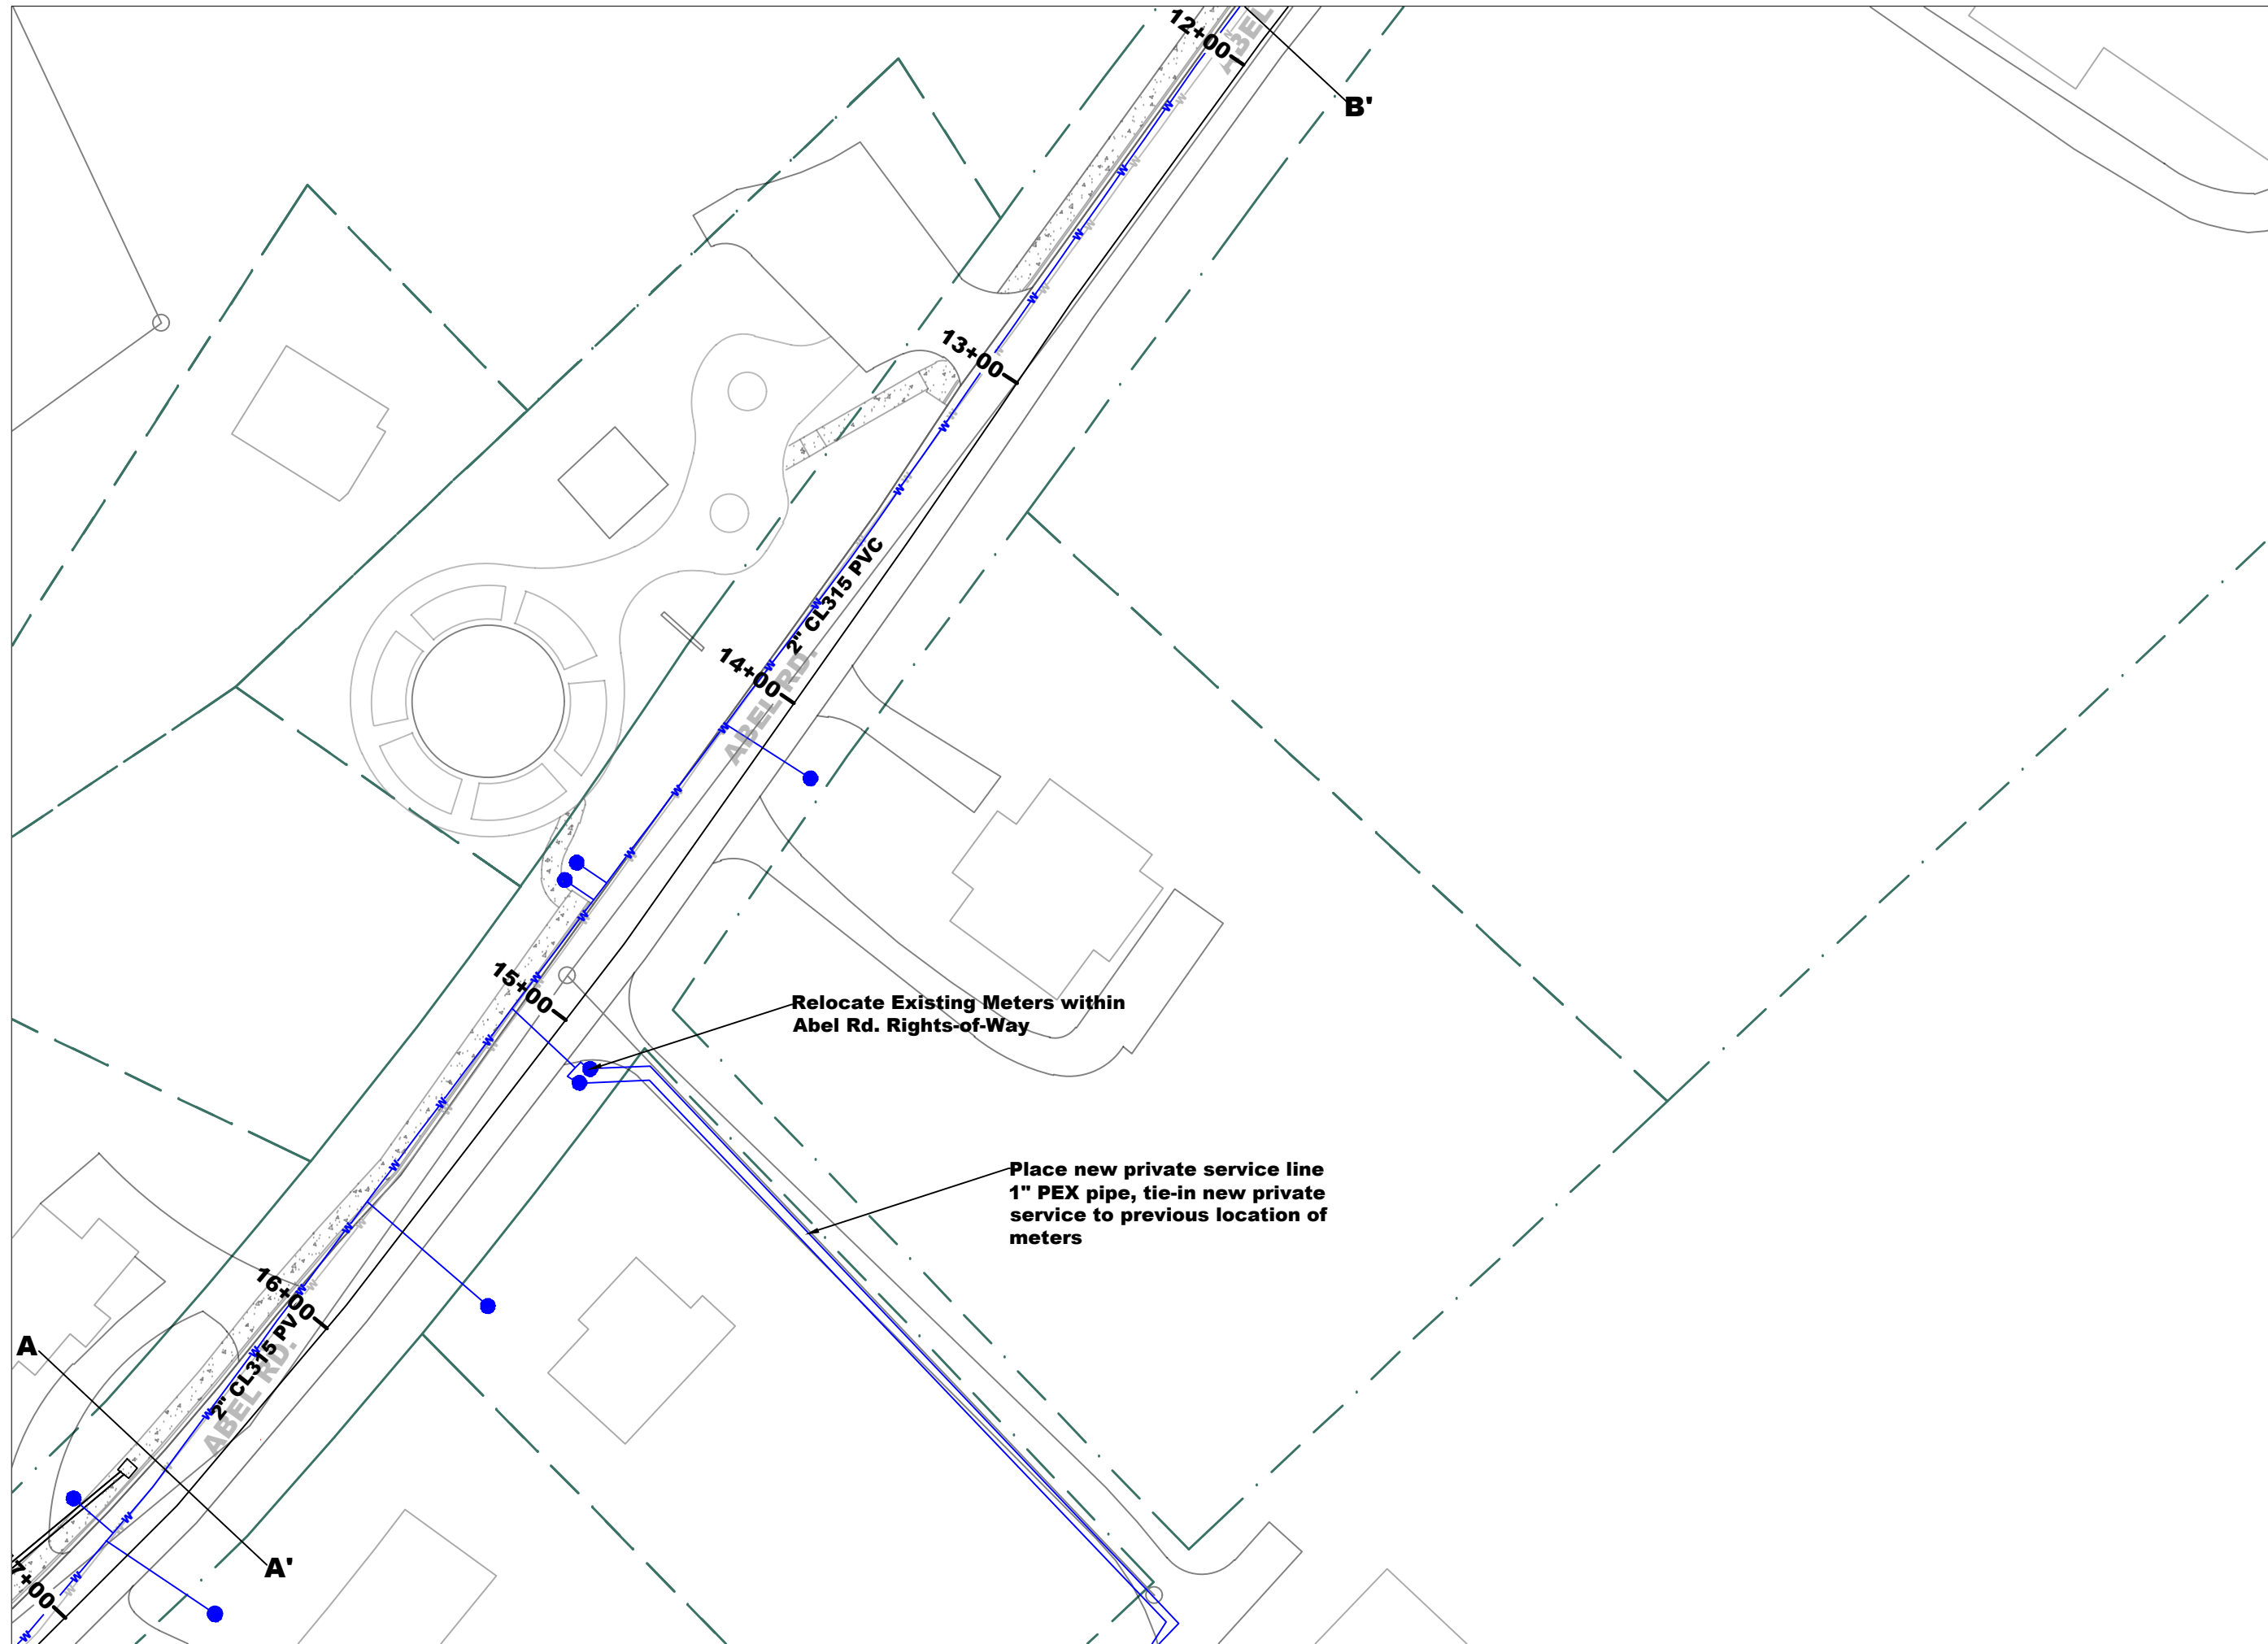 12+00
ABEL
B'
13+00
2" CL315 PVC
14+00
ABEL RD.
15+00
Relocate Existing Meters within
Abel Rd. Rights-of-Way
Place new private service line
1" PEX pipe, tie-in new private
service to previous location of
meters
16+00
A
2" CL315 PV
ABEL RD.
A'
7+00